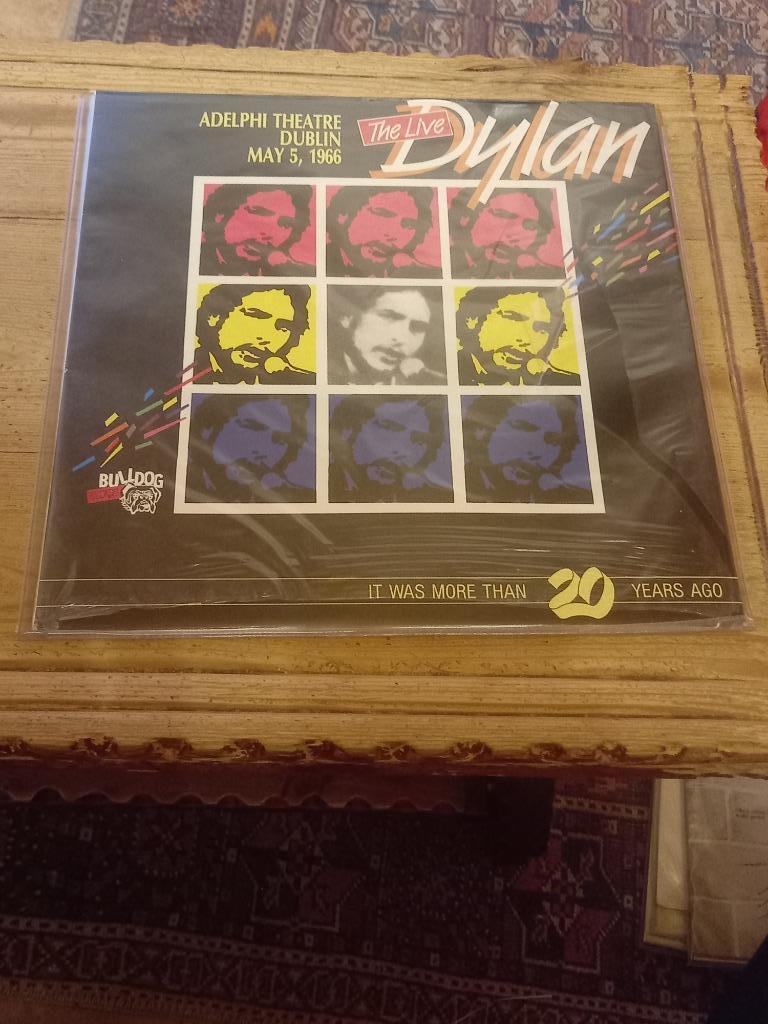 ADELPHI THEATRE
DUBLIN
MAY 5, 1966
The Live
Dylan
BULLDOG
IT WAS MORE THAN 20 YEARS AGO